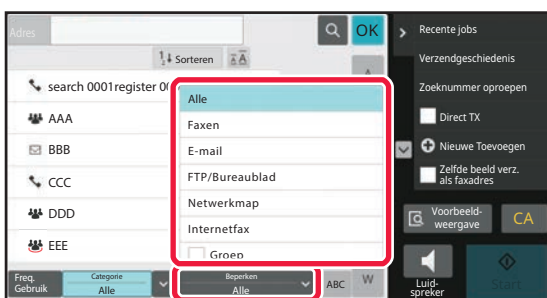 Adres
OK
Sorteren
search 0001register 00
AAA
BBB
CCC
DDD
EEE
Alle
Faxen
E-mail
FTP/Bureaublad
Netwerkmap
Internetfax
Groep
Freq.
Gebruik
Categorie
Alle
Beperken
Alle
ABC
A
W
Recente jobs
Verzendgeschiedenis
Zoeknummer oproepen
Direct TX
Nieuwe Toevoegen
Zelfde beeld verz.
als faxadres
Voorbeeld-
weergave
CA
Luid-
spreker
Start